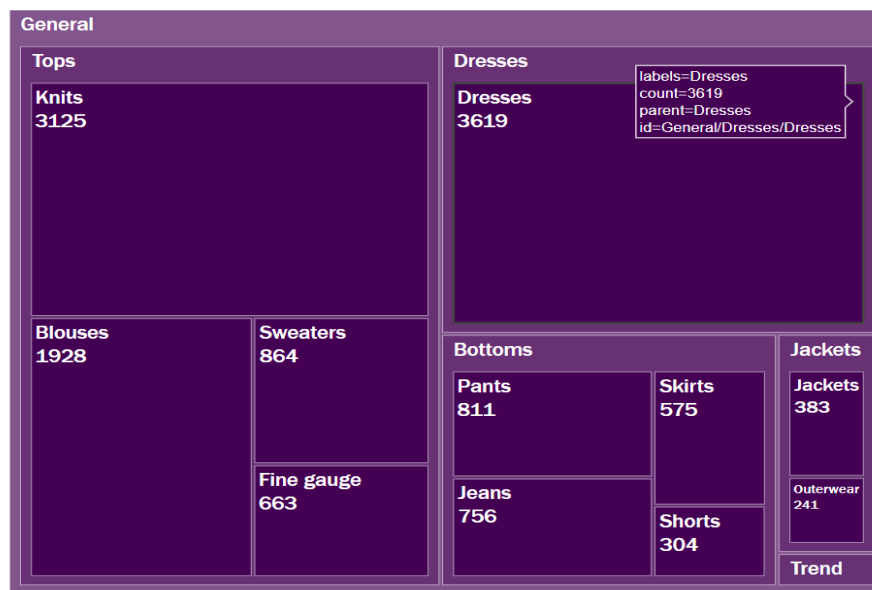 General
Tops
Knits
3125
Blouses
1928
Sweaters
864
Fine gauge
663
Dresses
Dresses
3619
labels=Dresses
count=3619
parent=Dresses
id=General/Dresses/Dresses
Bottoms
Pants
811
Jeans
756
Skirts
575
Shorts
304
Jackets
Jackets
383
Outerwear
241
Trend